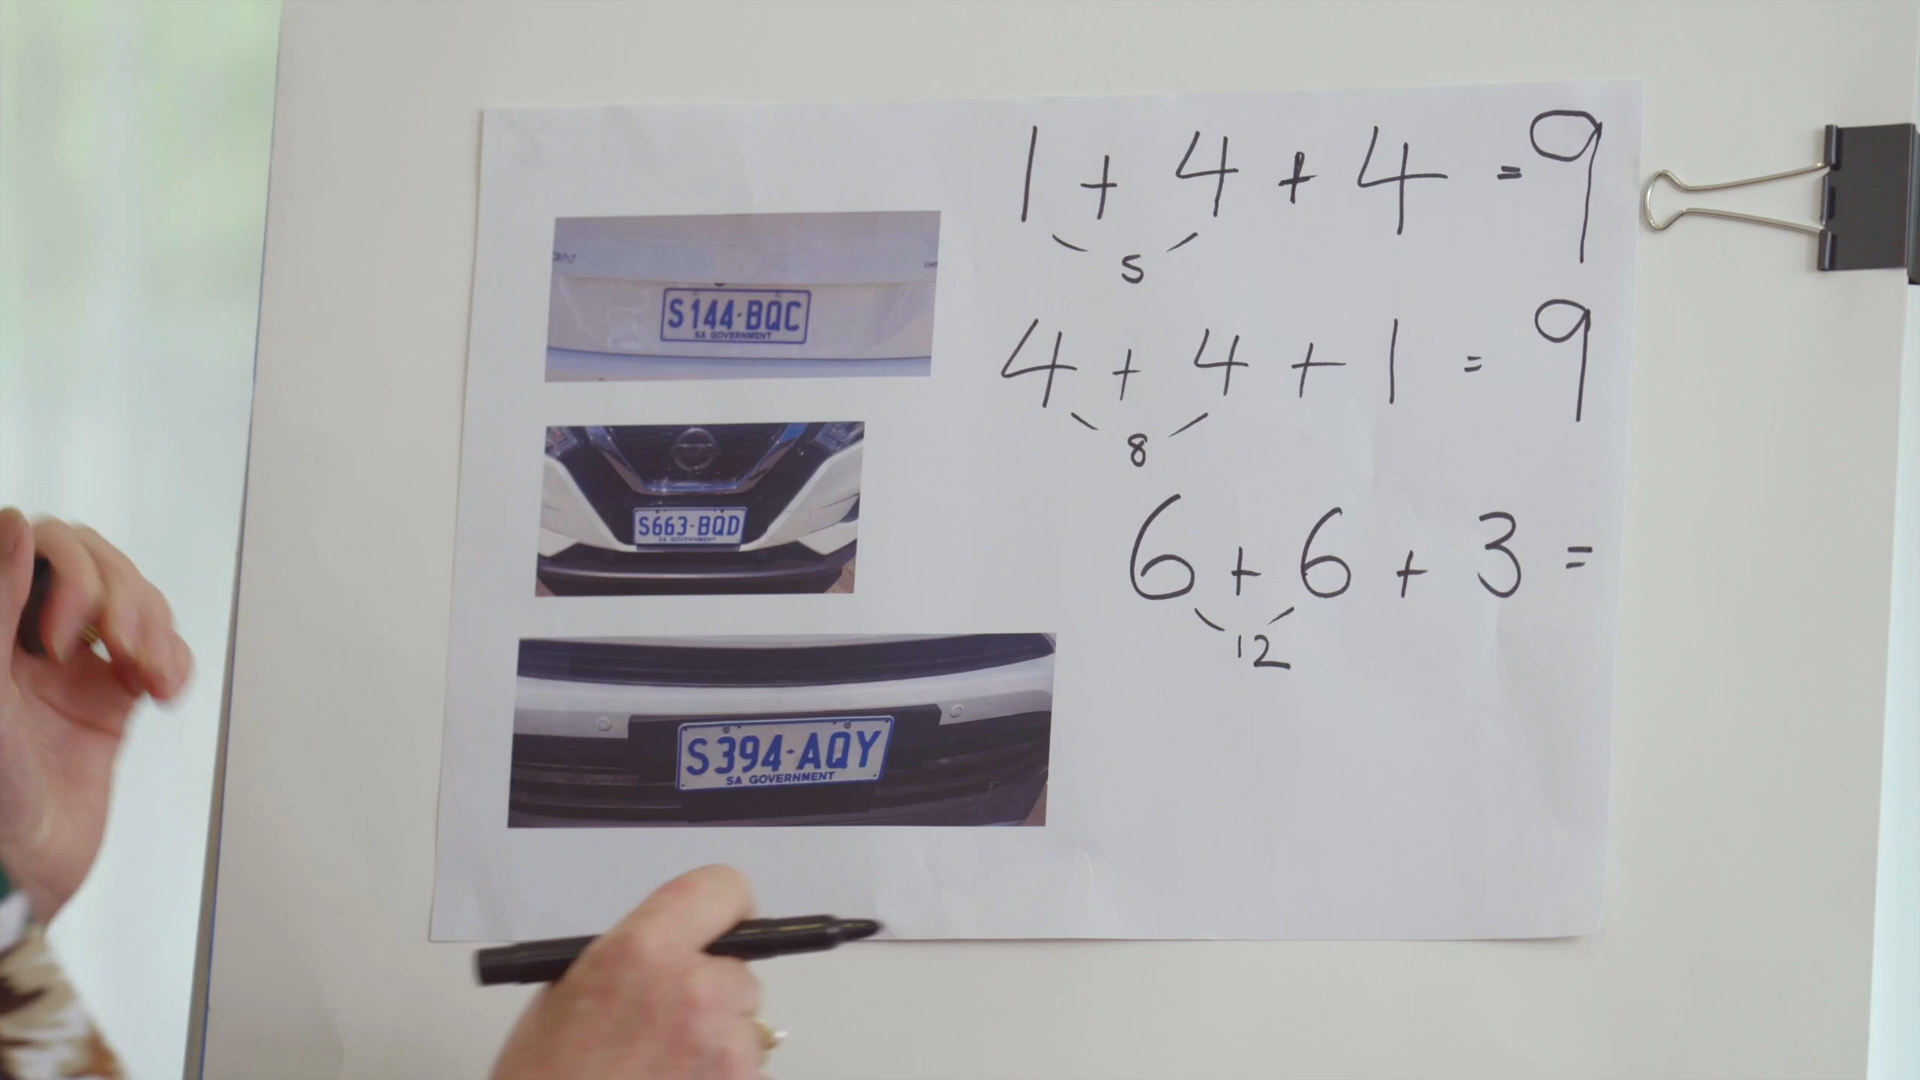 1 + 4 + 4 = 9
5
S144·BQC
SA GOVERNMENT
4 + 4 + 1 = 9
8
S663·BQD
SA GOVERNMENT
6 + 6 + 3 =
12
S394·AQY
SA GOVERNMENT